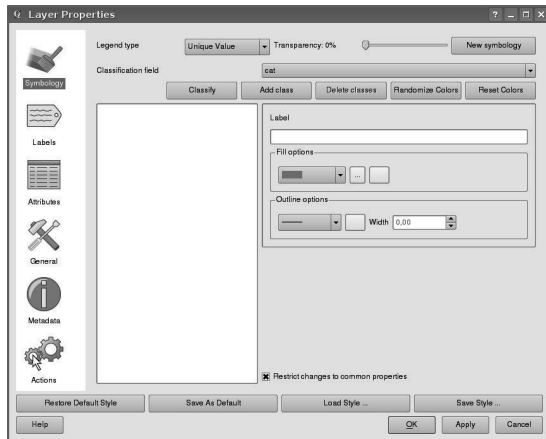 Layer Properties
Legend type Unique Value Transparency: 0% New symbology
Classification field cat
Classify Add class Delete classes Randomize Colors Reset Colors
Symbology
Labels
Attributes
General
Metadata
Actions
Label
Fill options
...
Outline options
Width 0,00
Restrict changes to common properties
Restore Default Style Save As Default Load Style ... Save Style ...
Help OK Apply Cancel